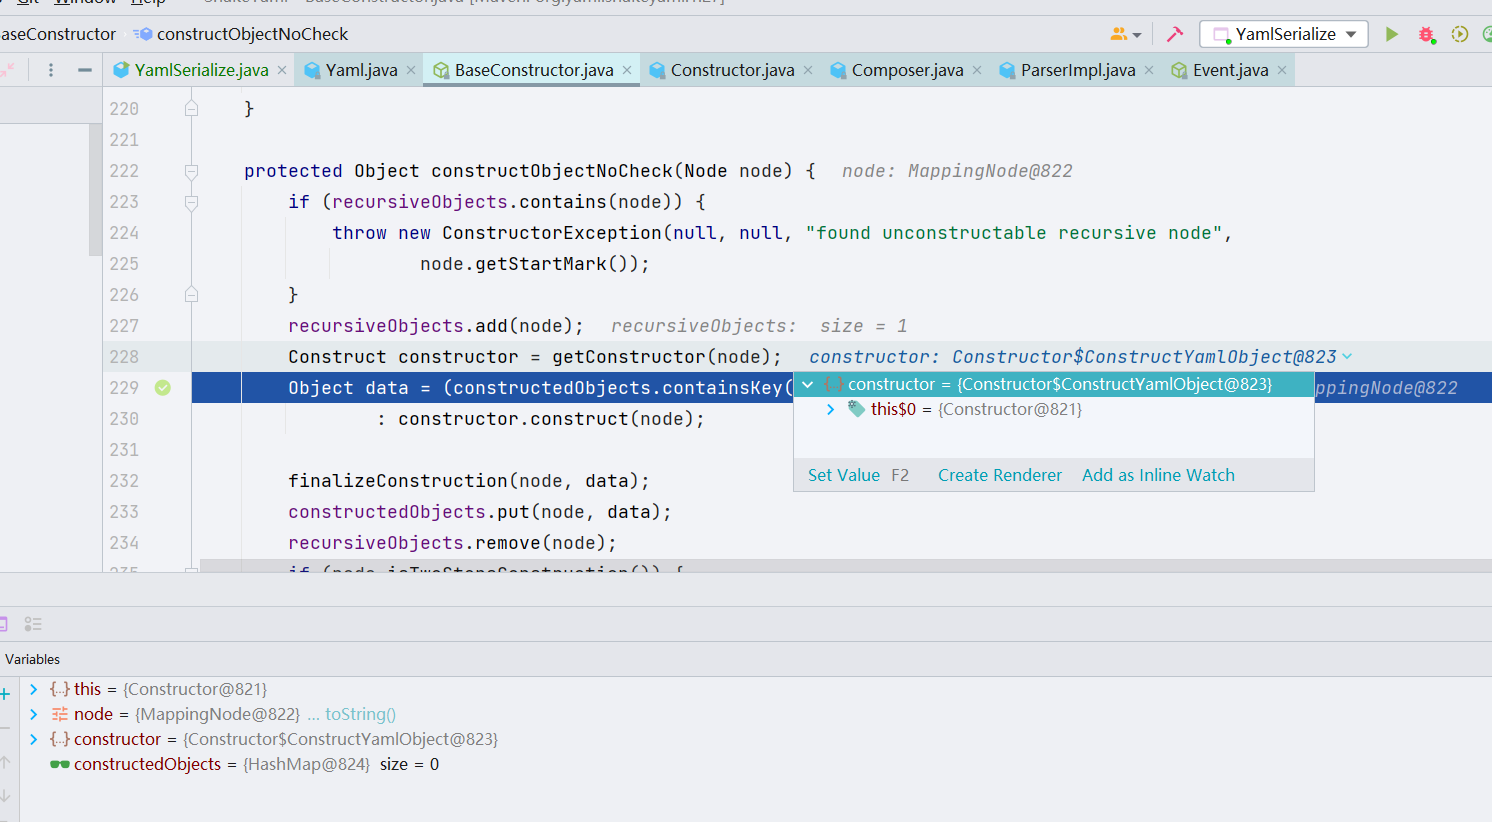 Git Window Help
aseConstructor constructObjectNoCheck YamlSerialize
YamlSerialize.java Yaml.java BaseConstructor.java Constructor.java Composer.java ParserImpl.java Event.java
220 }
221
222 protected Object constructObjectNoCheck(Node node) { node: MappingNode@822
223 if (recursiveObjects.contains(node)) {
224 throw new ConstructorException(null, null, "found unconstructable recursive node",
225 node.getStartMark());
226 }
227 recursiveObjects.add(node); recursiveObjects: size = 1
228 Construct constructor = getConstructor(node); constructor: Constructor$ConstructYamlObject@823
229 Object data = (constructedObjects.containsKey( ppingNode@822
{} constructor = {Constructor$ConstructYamlObject@823}
this$0 = {Constructor@821}
230 : constructor.construct(node);
231
232 finalizeConstruction(node, data);
Set Value F2 Create Renderer Add as Inline Watch
233 constructedObjects.put(node, data);
234 recursiveObjects.remove(node);
Variables
{...} this = {Constructor@821}
node = {MappingNode@822} ... toString()
{...} constructor = {Constructor$ConstructYamlObject@823}
constructedObjects = {HashMap@824} size = 0